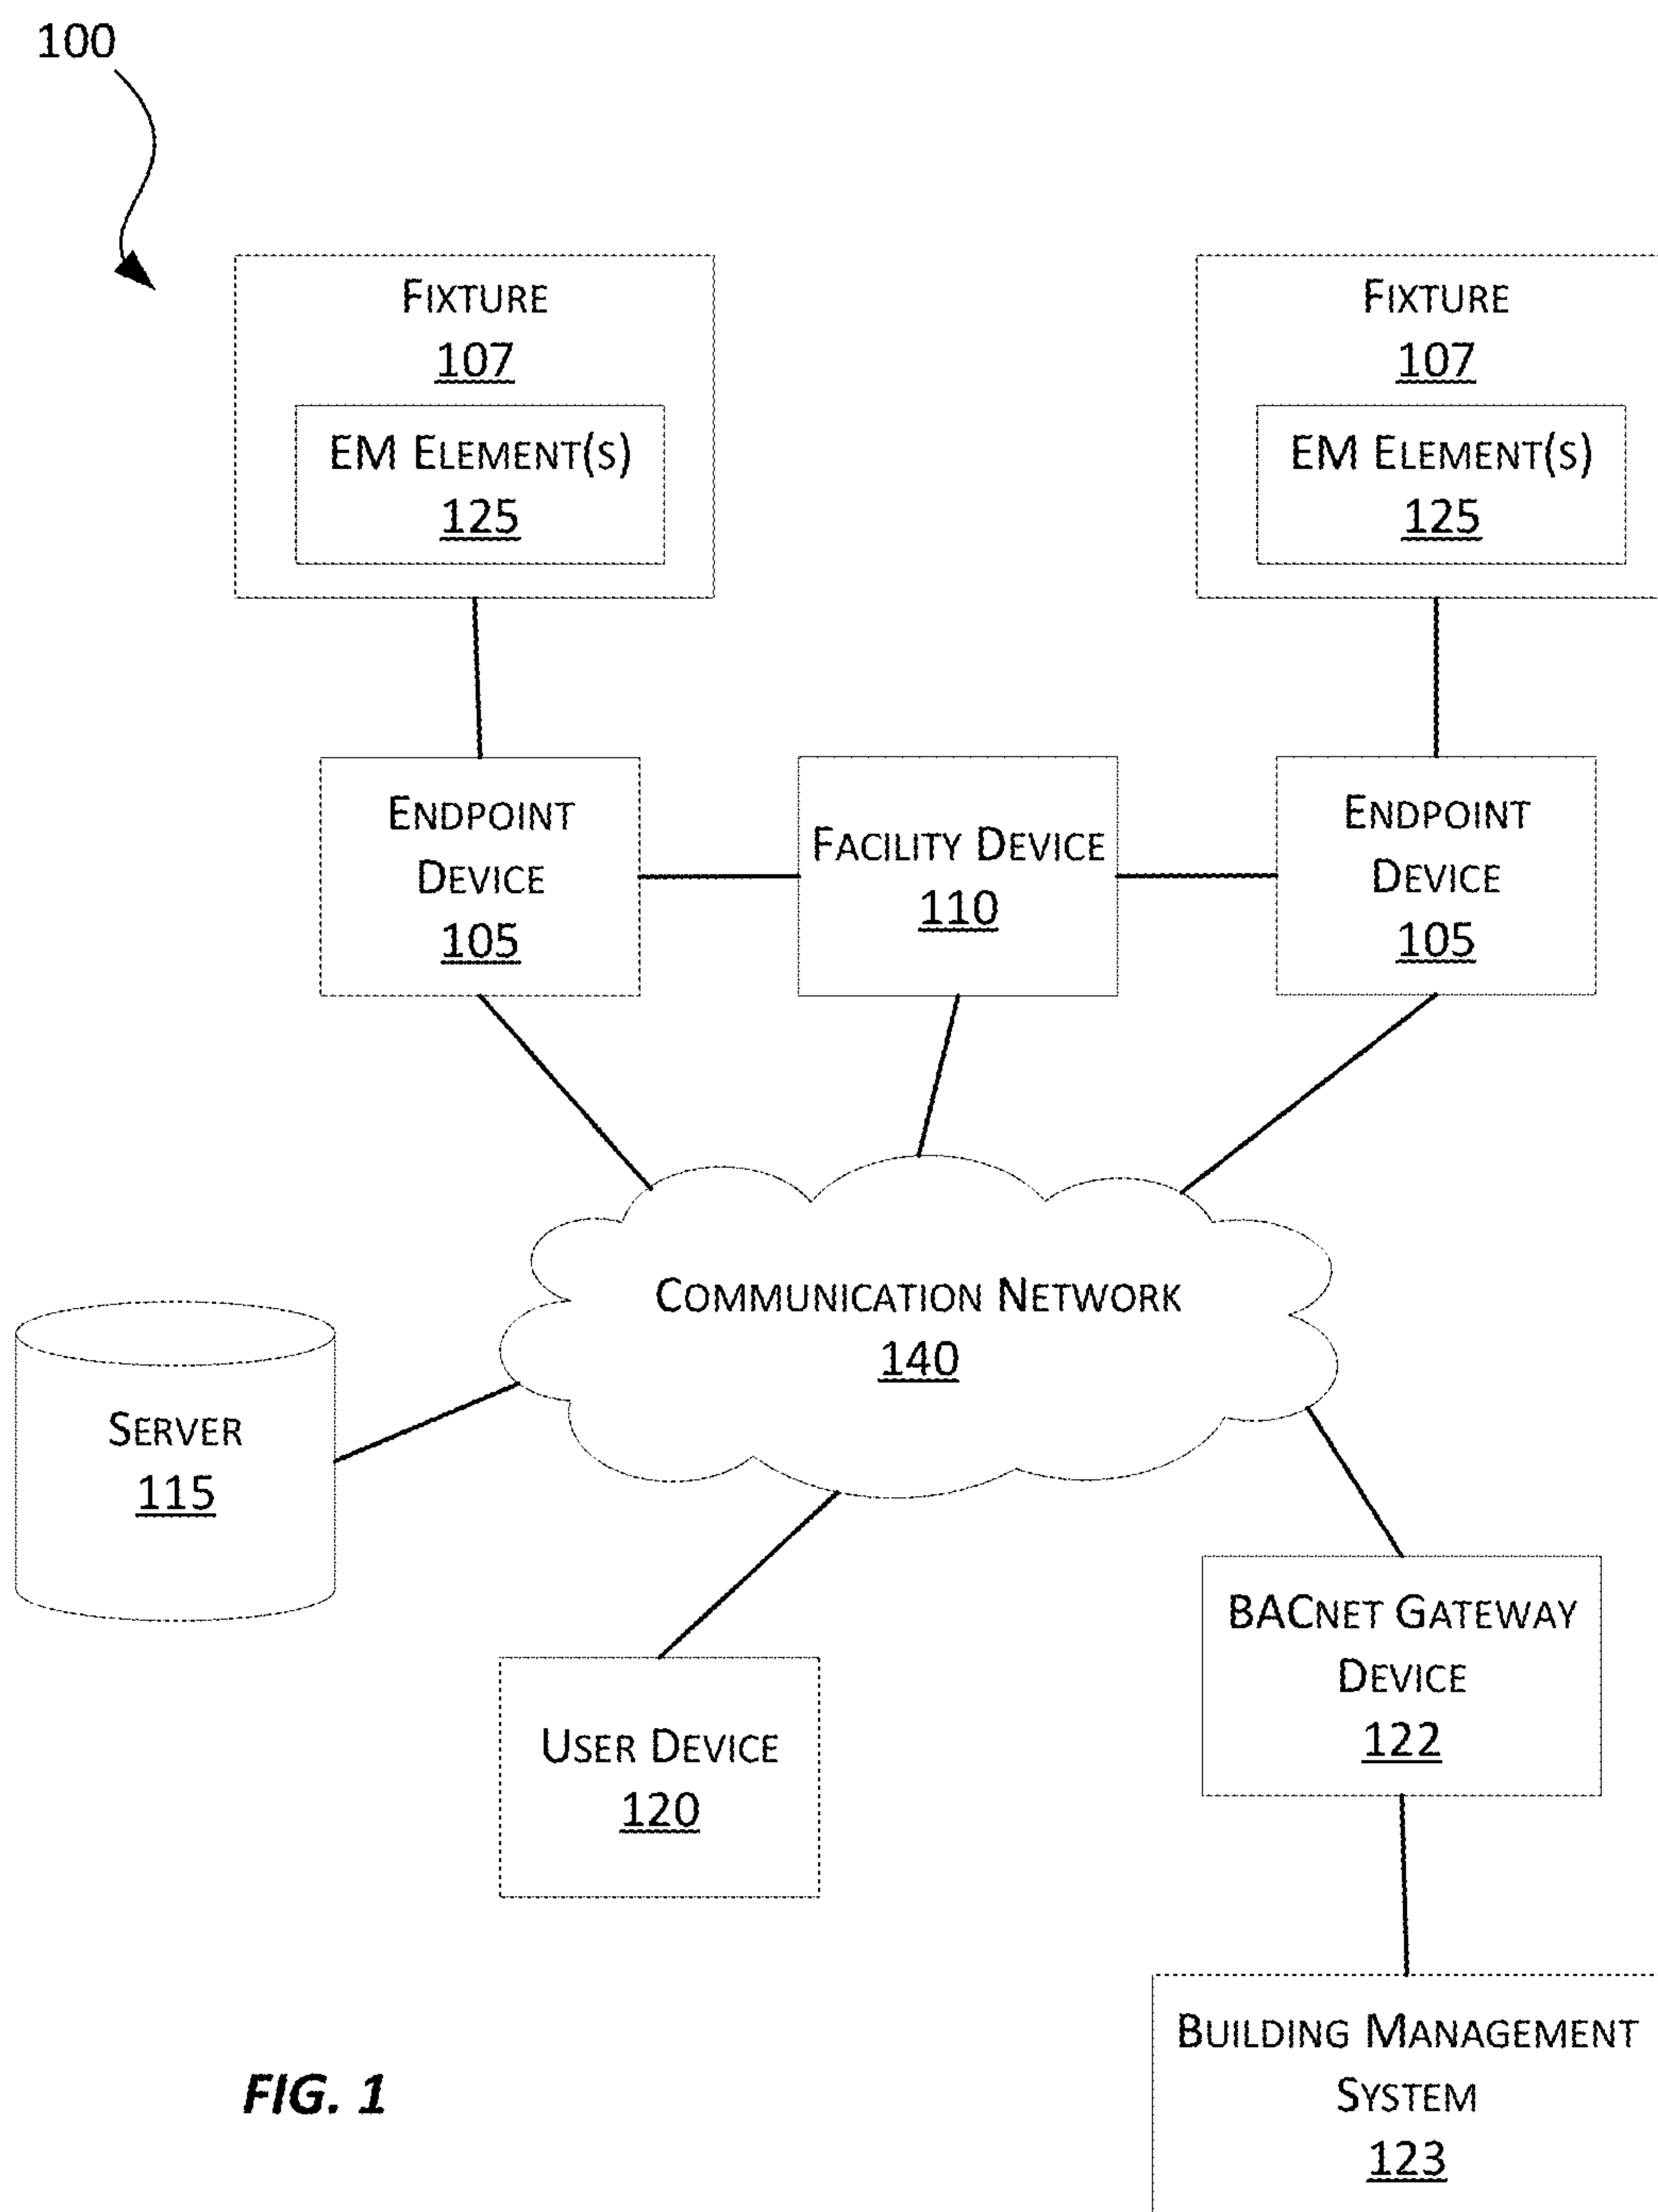 100
FIXTURE
107
EM ELEMENT(S)
125
FIXTURE
107
EM ELEMENT(S)
125
ENDPOINT
DEVICE
105
FACILITY DEVICE
110
ENDPOINT
DEVICE
105
COMMUNICATION NETWORK
140
SERVER
115
USER DEVICE
120
BACNET GATEWAY
DEVICE
122
BUILDING MANAGEMENT
SYSTEM
123
FIG. 1